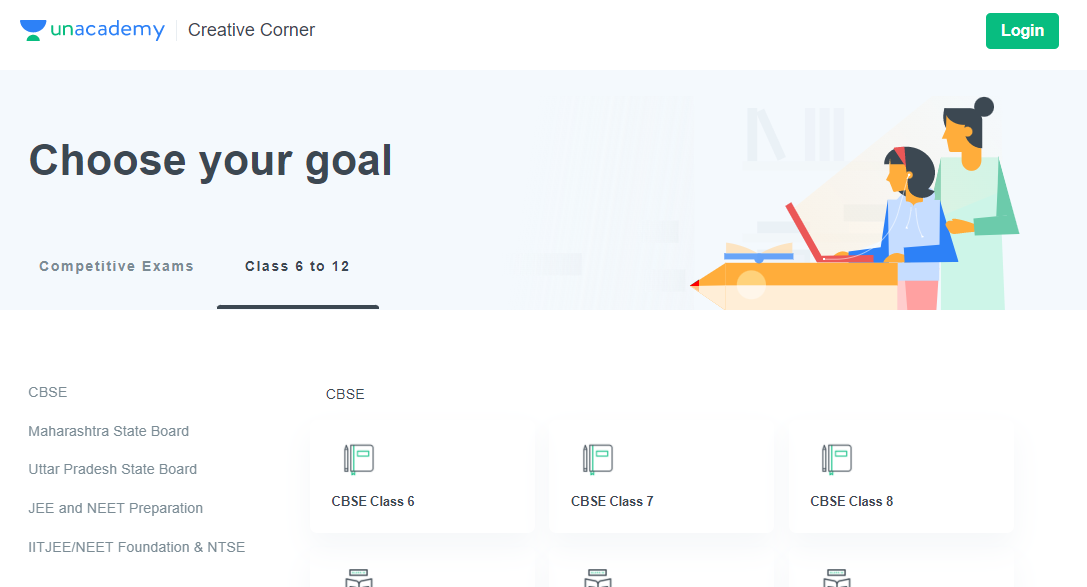 unacademy Creative Corner
Login
Choose your goal
Competitive Exams Class 6 to 12
CBSE
Maharashtra State Board
Uttar Pradesh State Board
JEE and NEET Preparation
IITJEE/NEET Foundation & NTSE
CBSE
CBSE Class 6 CBSE Class 7 CBSE Class 8